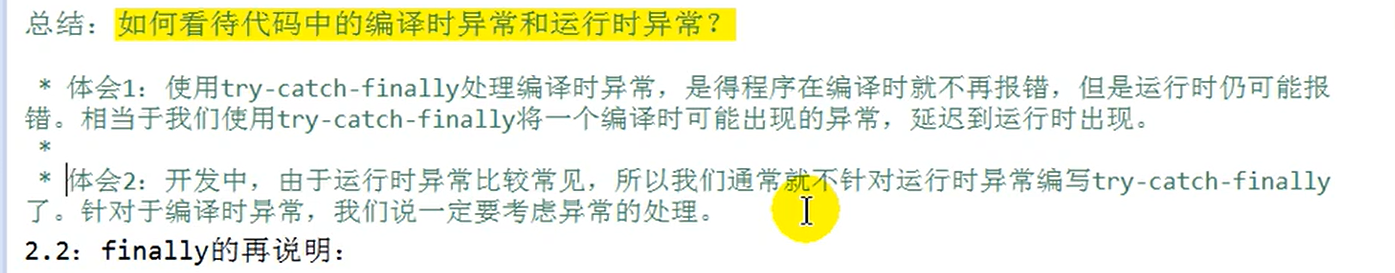 总结：如何看待代码中的编译时异常和运行时异常？
* 体会1：使用try-catch-finally处理编译时异常，是得程序在编译时就不再报错，但是运行时仍可能报
错。相当于我们使用try-catch-finally将一个编译时可能出现的异常，延迟到运行时出现。
*
* 体会2：开发中，由于运行时异常比较常见，所以我们通常就不针对运行时异常编写try-catch-finally
了。针对于编译时异常，我们说一定要考虑异常的处理。
2.2：finally的再说明：